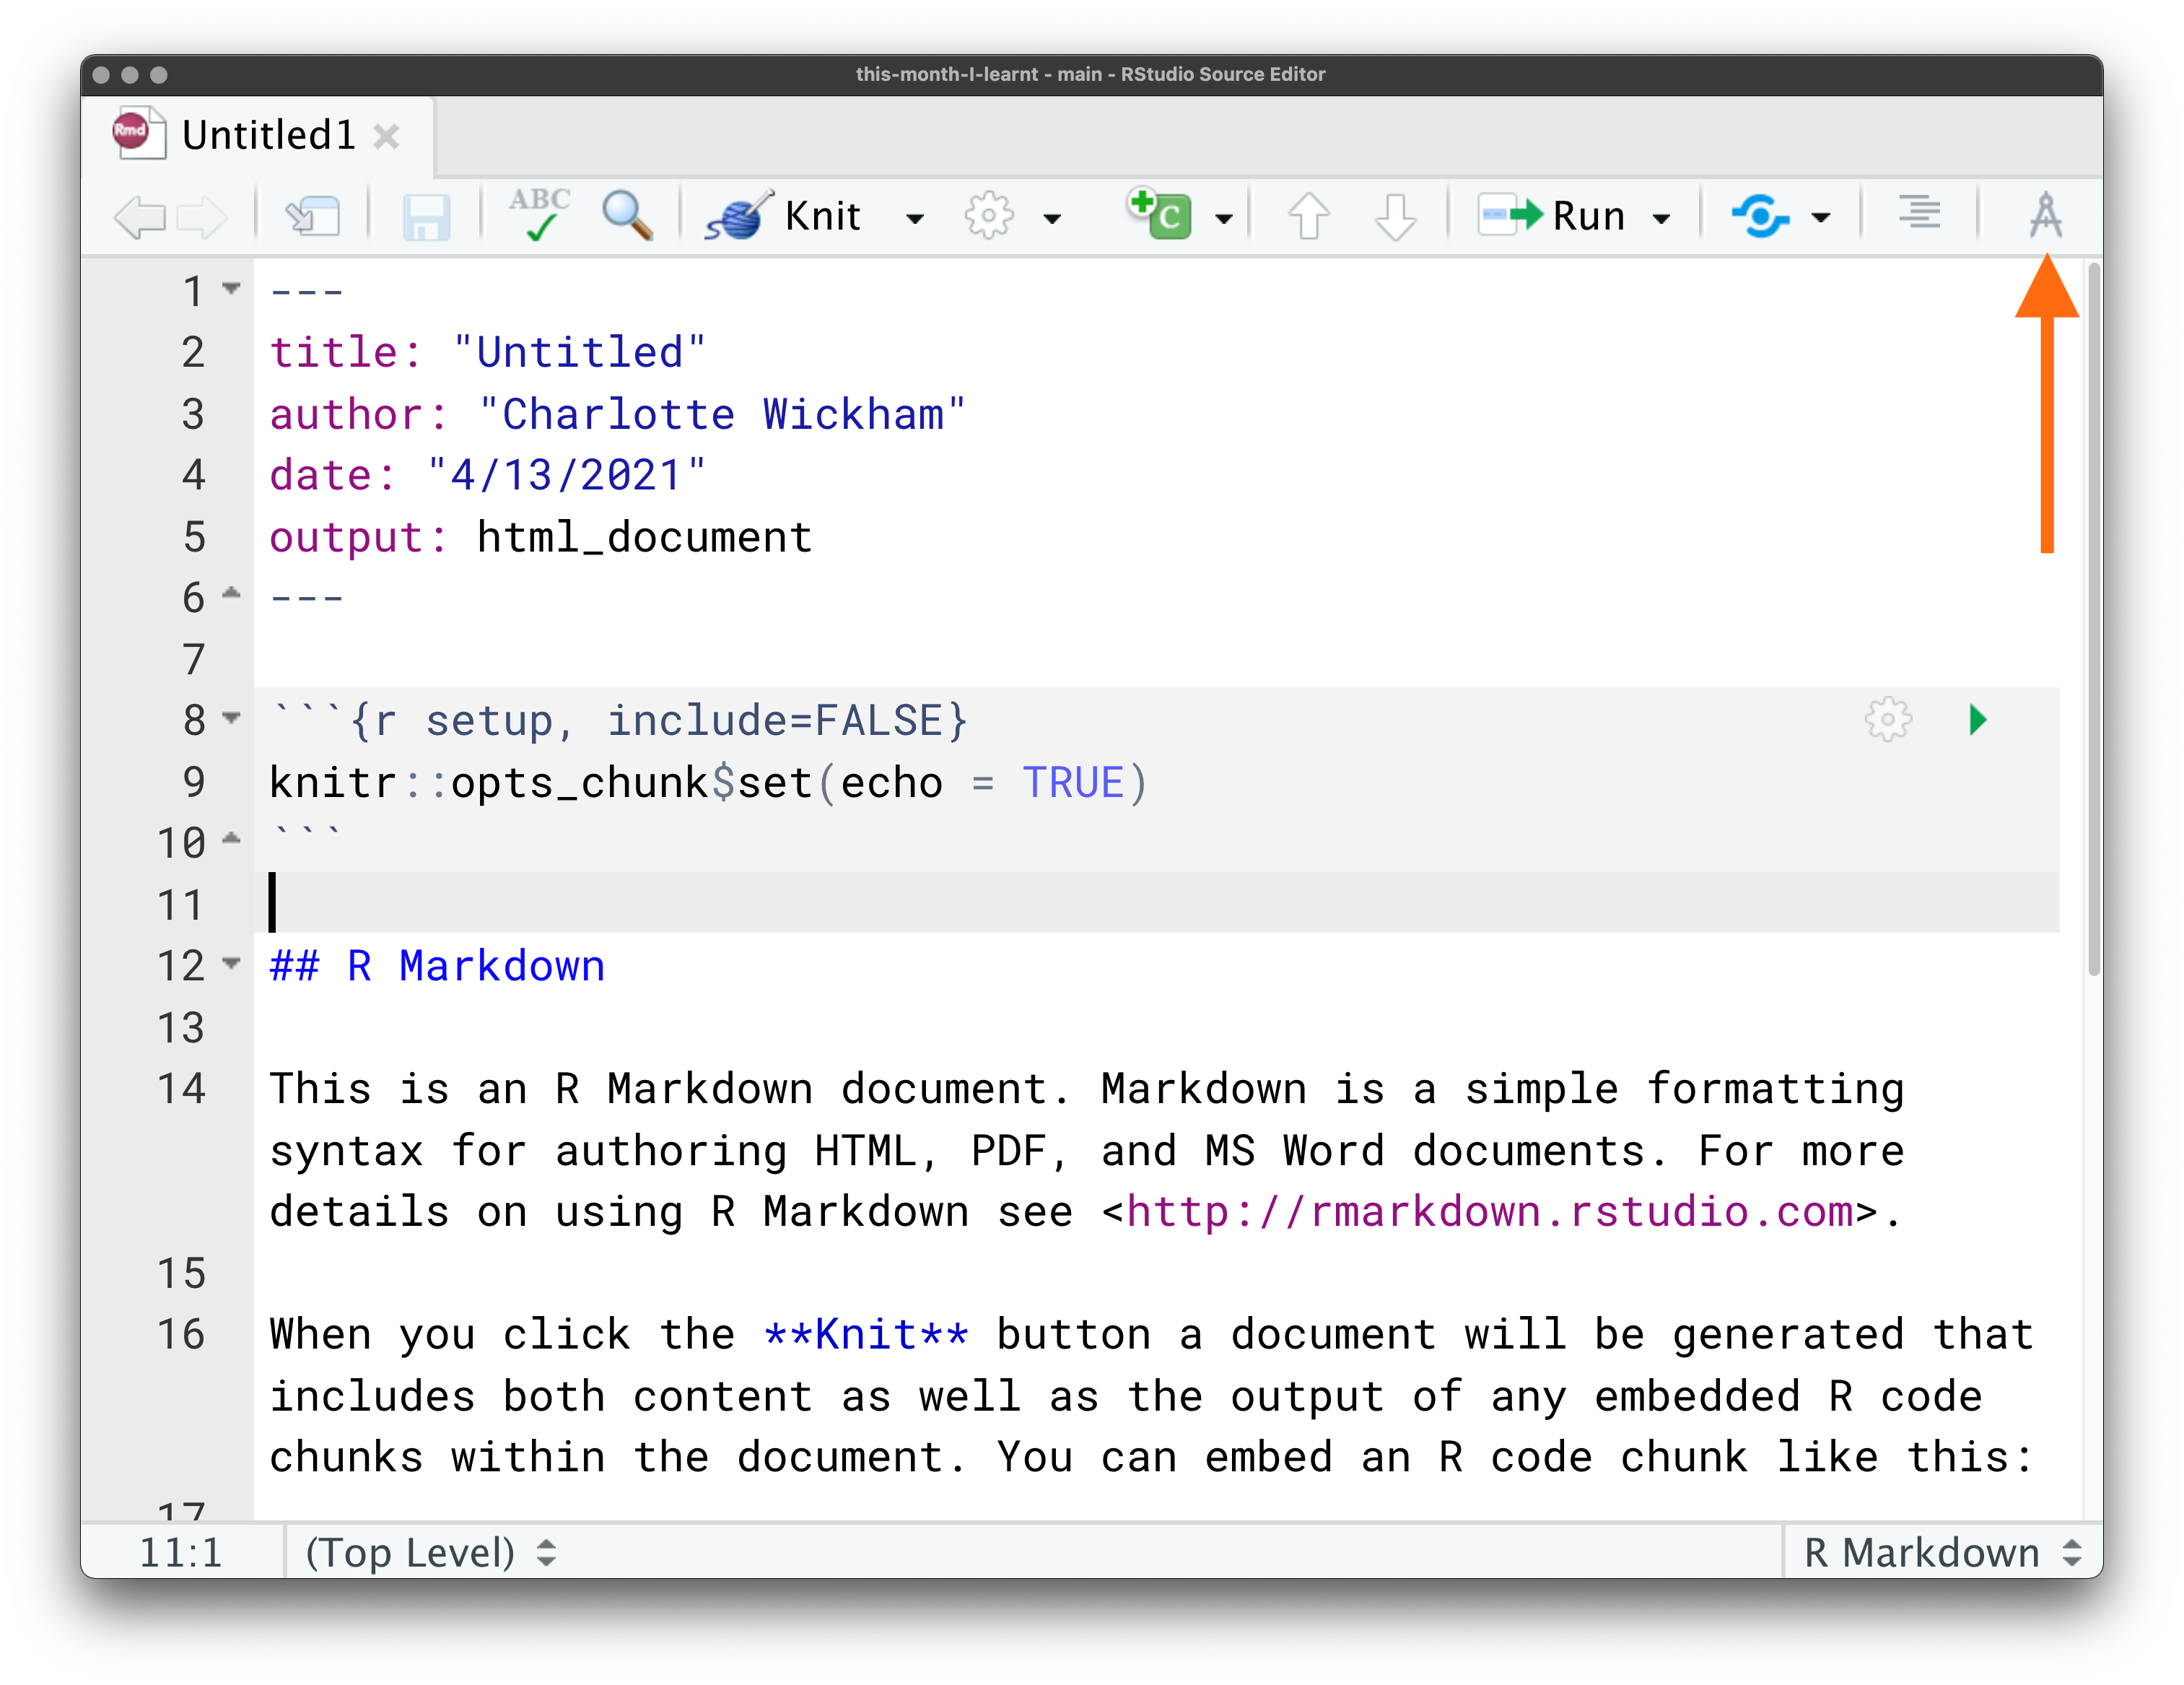 this-month-I-learnt - main - RStudio Source Editor
Rmd Untitled1
ABC Knit C Run
1 ---
2 title: "Untitled"
3 author: "Charlotte Wickham"
4 date: "4/13/2021"
5 output: html_document
6 ---
7
8 ```{r setup, include=FALSE}
9 knitr::opts_chunk$set(echo = TRUE)
10 ```
11
12 ## R Markdown
13
14 This is an R Markdown document. Markdown is a simple formatting
syntax for authoring HTML, PDF, and MS Word documents. For more
details on using R Markdown see <http://rmarkdown.rstudio.com>.
15
16 When you click the **Knit** button a document will be generated that
includes both content as well as the output of any embedded R code
chunks within the document. You can embed an R code chunk like this:
17
11:1 (Top Level) R Markdown